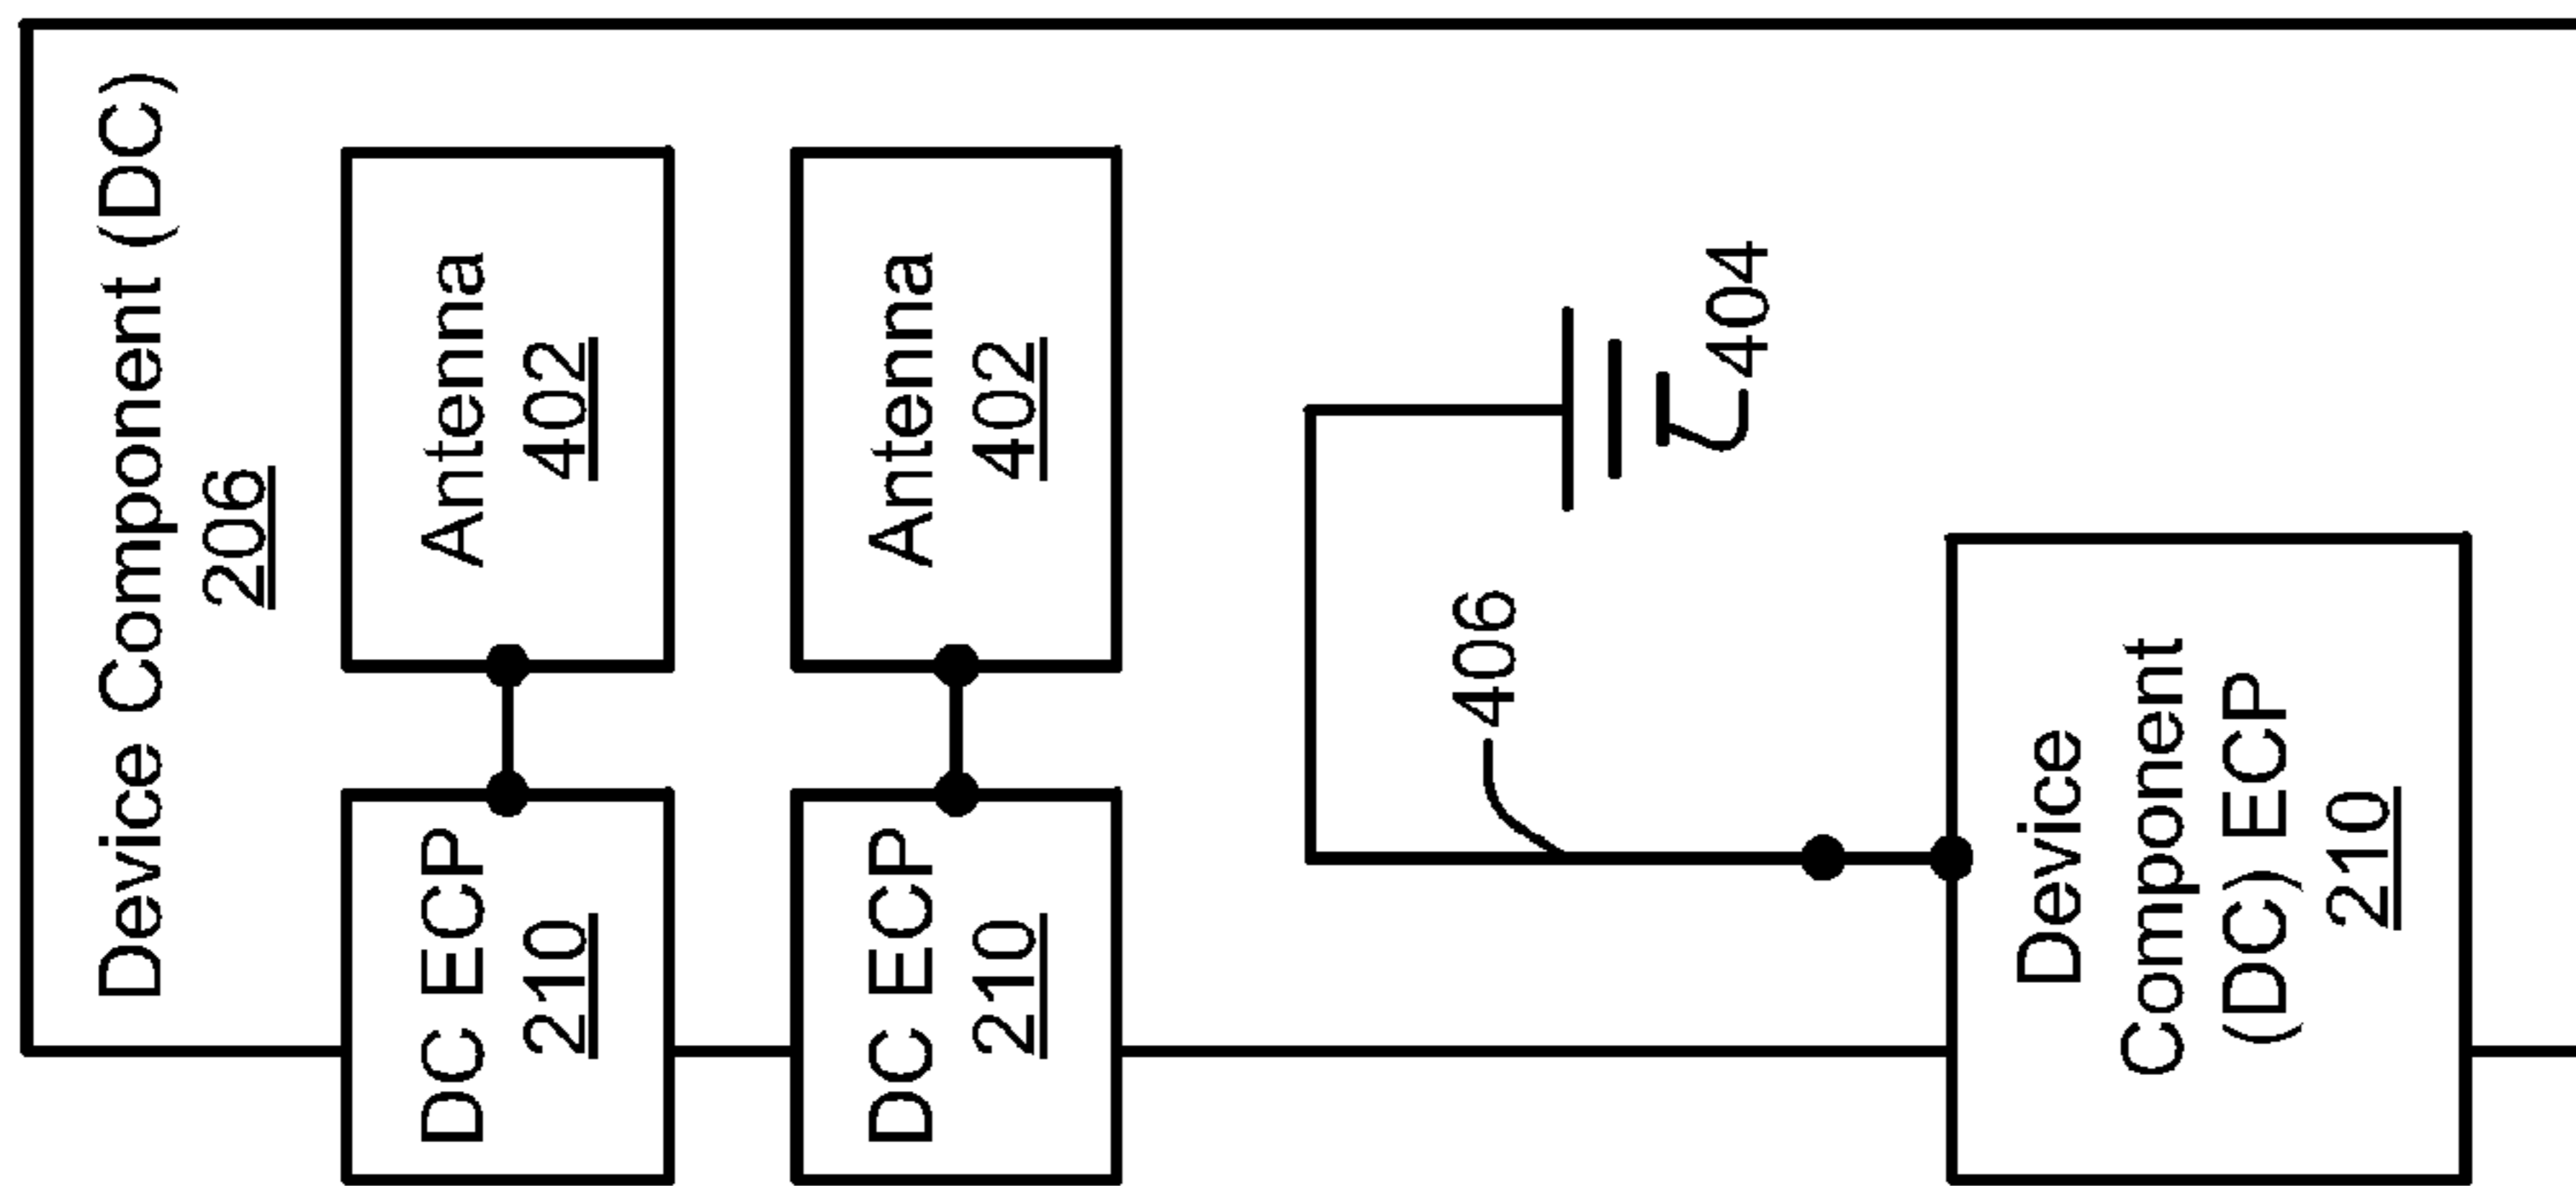 Device Component (DC)
206
Antenna
402
DC ECP
210
Antenna
402
DC ECP
210
406
404
Device
Component
(DC) ECP
210